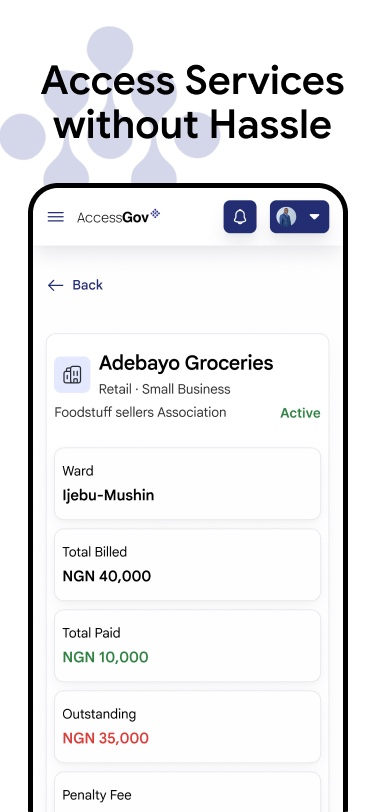 Access Services
without Hassle
AccessGov
Back
Adebayo Groceries
Retail · Small Business
Foodstuff sellers Association
Active
Ward
Ijebu-Mushin
Total Billed
NGN 40,000
Total Paid
NGN 10,000
Outstanding
NGN 35,000
Penalty Fee